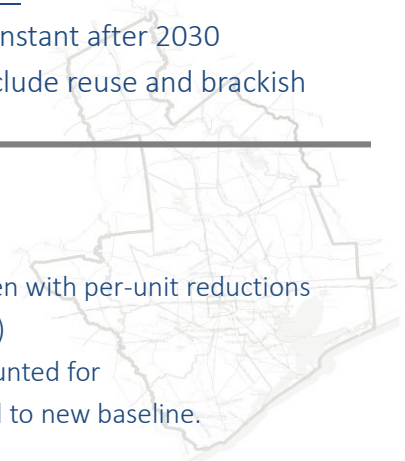 nstant after 2030
clude reuse and brackish
en with per-unit reductions
)
unted for
l to new baseline.